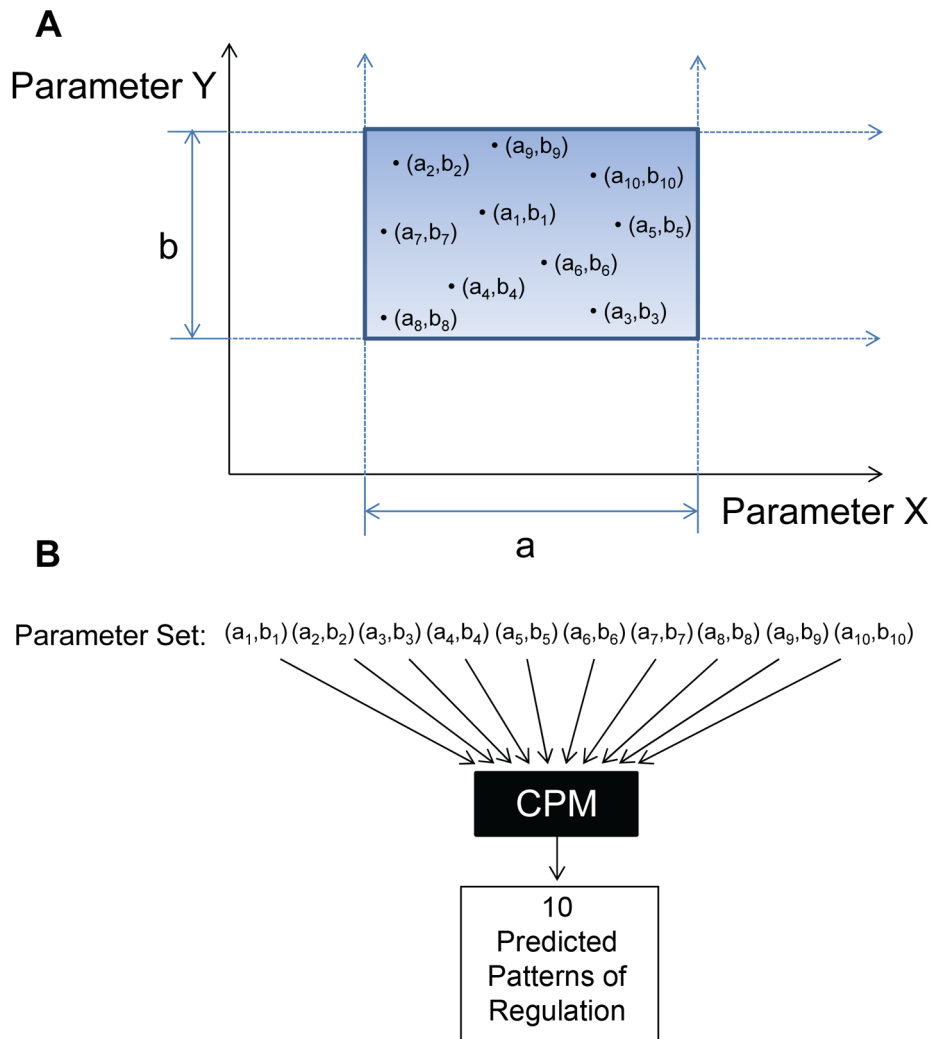 A
Parameter Y
(a9,b9)
(a2,b2)
(a10,b10)
(a1,b1)
(a5,b5)
(a7,b7)
b
(a6,b6)
(a4,b4)
(a3,b3)
(a8,b8)
Parameter X
a
B
Parameter Set: (a1,b1) (a2,b2) (a3,b3) (a4,b4) (a5,b5) (a6,b6) (a7,b7) (a8,b8) (a9,b9) (a10,b10)
CPM
10
Predicted
Patterns of
Regulation